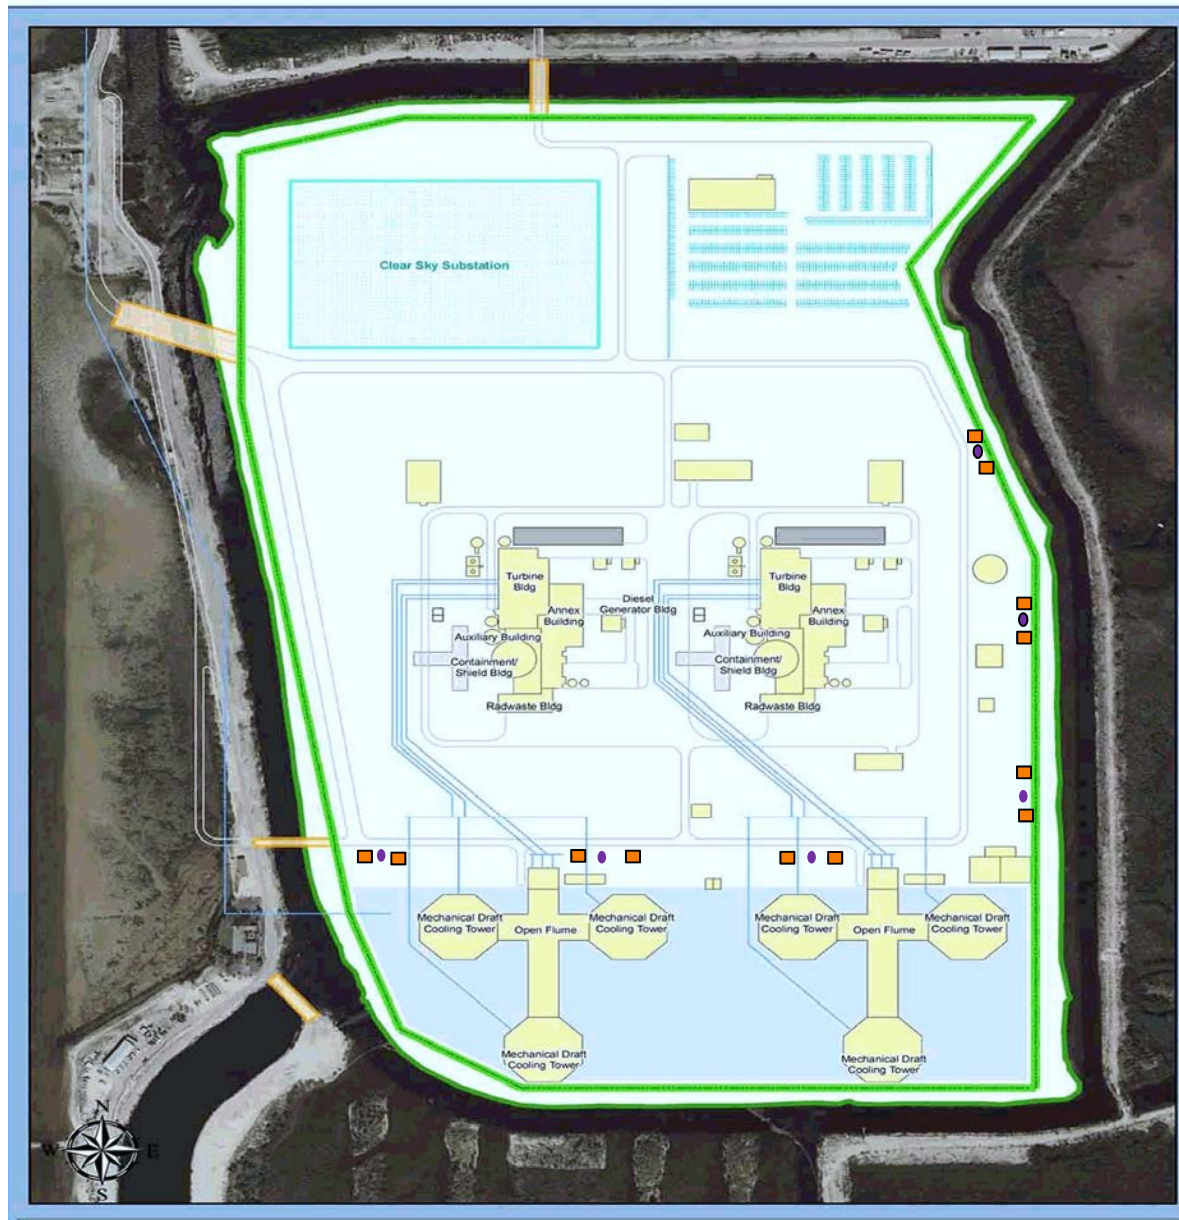 Clear Sky Substation
Turbine
Bldg
Diesel
Generator Bldg
Annex
Building
Auxiliary Building
Containment/
Shield Bldg
Radwaste Bldg
Turbine
Bldg
Annex
Building
Auxiliary Building
Containment/
Shield Bldg
Radwaste Bldg
Mechanical Draft
Cooling Tower
Open Flume
Mechanical Draft
Cooling Tower
Mechanical Draft
Cooling Tower
Open Flume
Mechanical Draft
Cooling Tower
Mechanical Draft
Cooling Tower
Mechanical Draft
Cooling Tower
N
W E
S